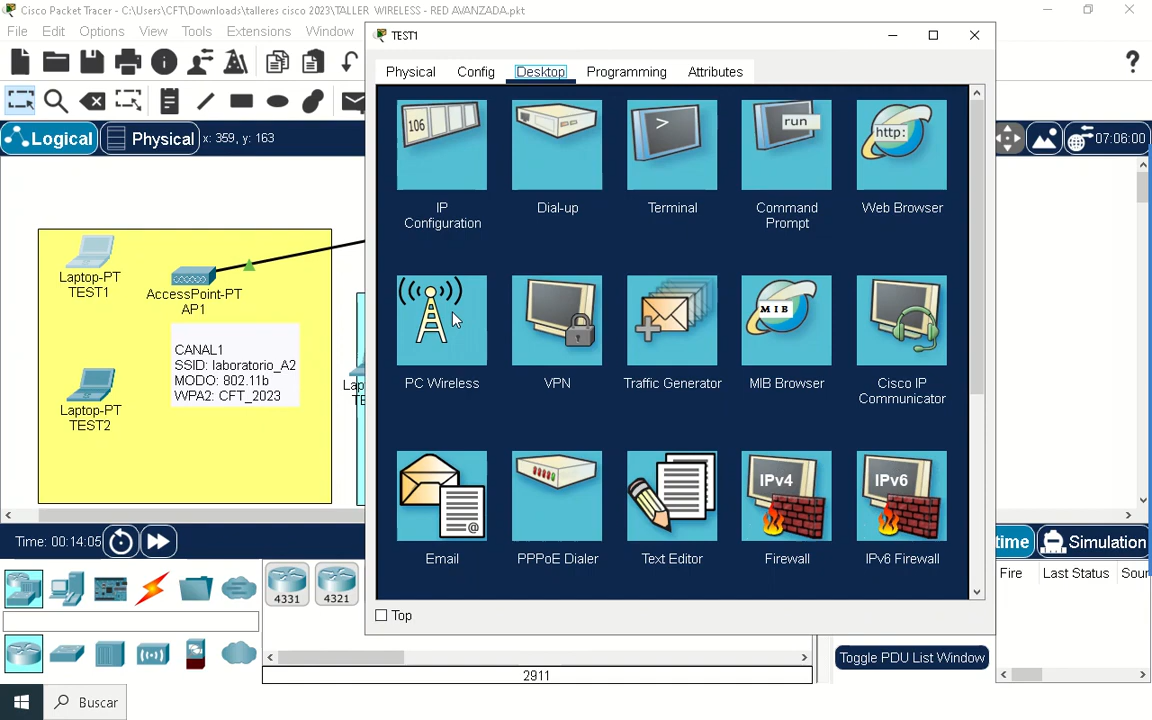 Cisco Packet Tracer - C:\Users\CFT\Downloads\talleres cisco 2023\TALLER WIRELESS - RED AVANZADA.pkt
File Edit Options View Tools Extensions Window
Logical
Physical
x: 359, y: 163
07:06:00
TEST1
Physical Config Desktop Programming Attributes
106
run
http:
IP
Configuration
Dial-up
Terminal
Command
Prompt
Web Browser
MIB
PC Wireless
VPN
Traffic Generator
MIB Browser
Cisco IP
Communicator
IPv4
IPv6
Email
PPPoE Dialer
Text Editor
Firewall
IPv6 Firewall
Top
Laptop-PT
TEST1
AccessPoint-PT
AP1
CANAL1
SSID: laboratorio_A2
MODO: 802.11b
WPA2: CFT_2023
Laptop-PT
TEST2
Time: 00:14:05
Simulation
4331
4321
2911
Fire Last Status
Toggle PDU List Window
Buscar